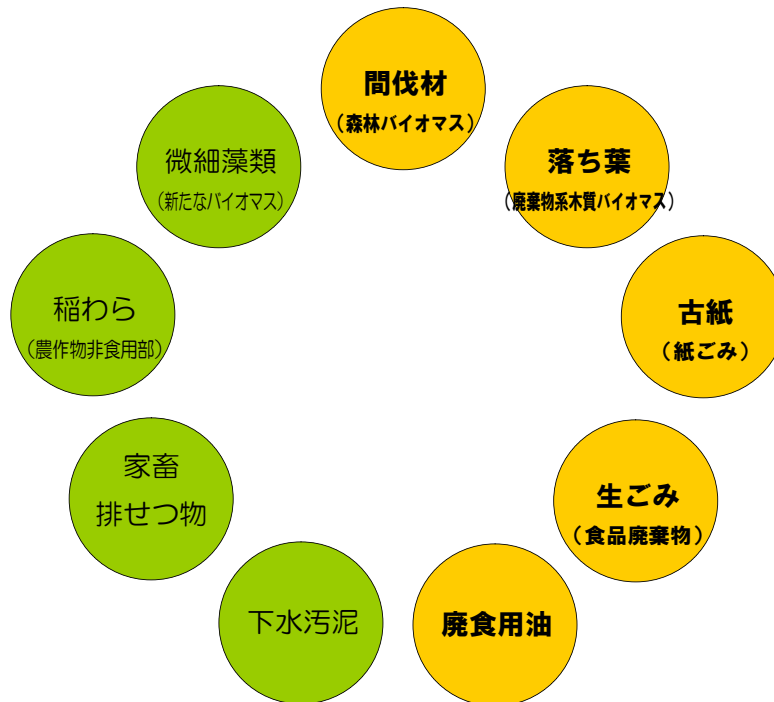 間伐材
（森林バイオマス）
落ち葉
（廃棄物系木質バイオマス）
古紙
（紙ごみ）
生ごみ
（食品廃棄物）
廃食用油
下水汚泥
家畜
排せつ物
稲わら
（農作物非食用部）
微細藻類
（新たなバイオマス）